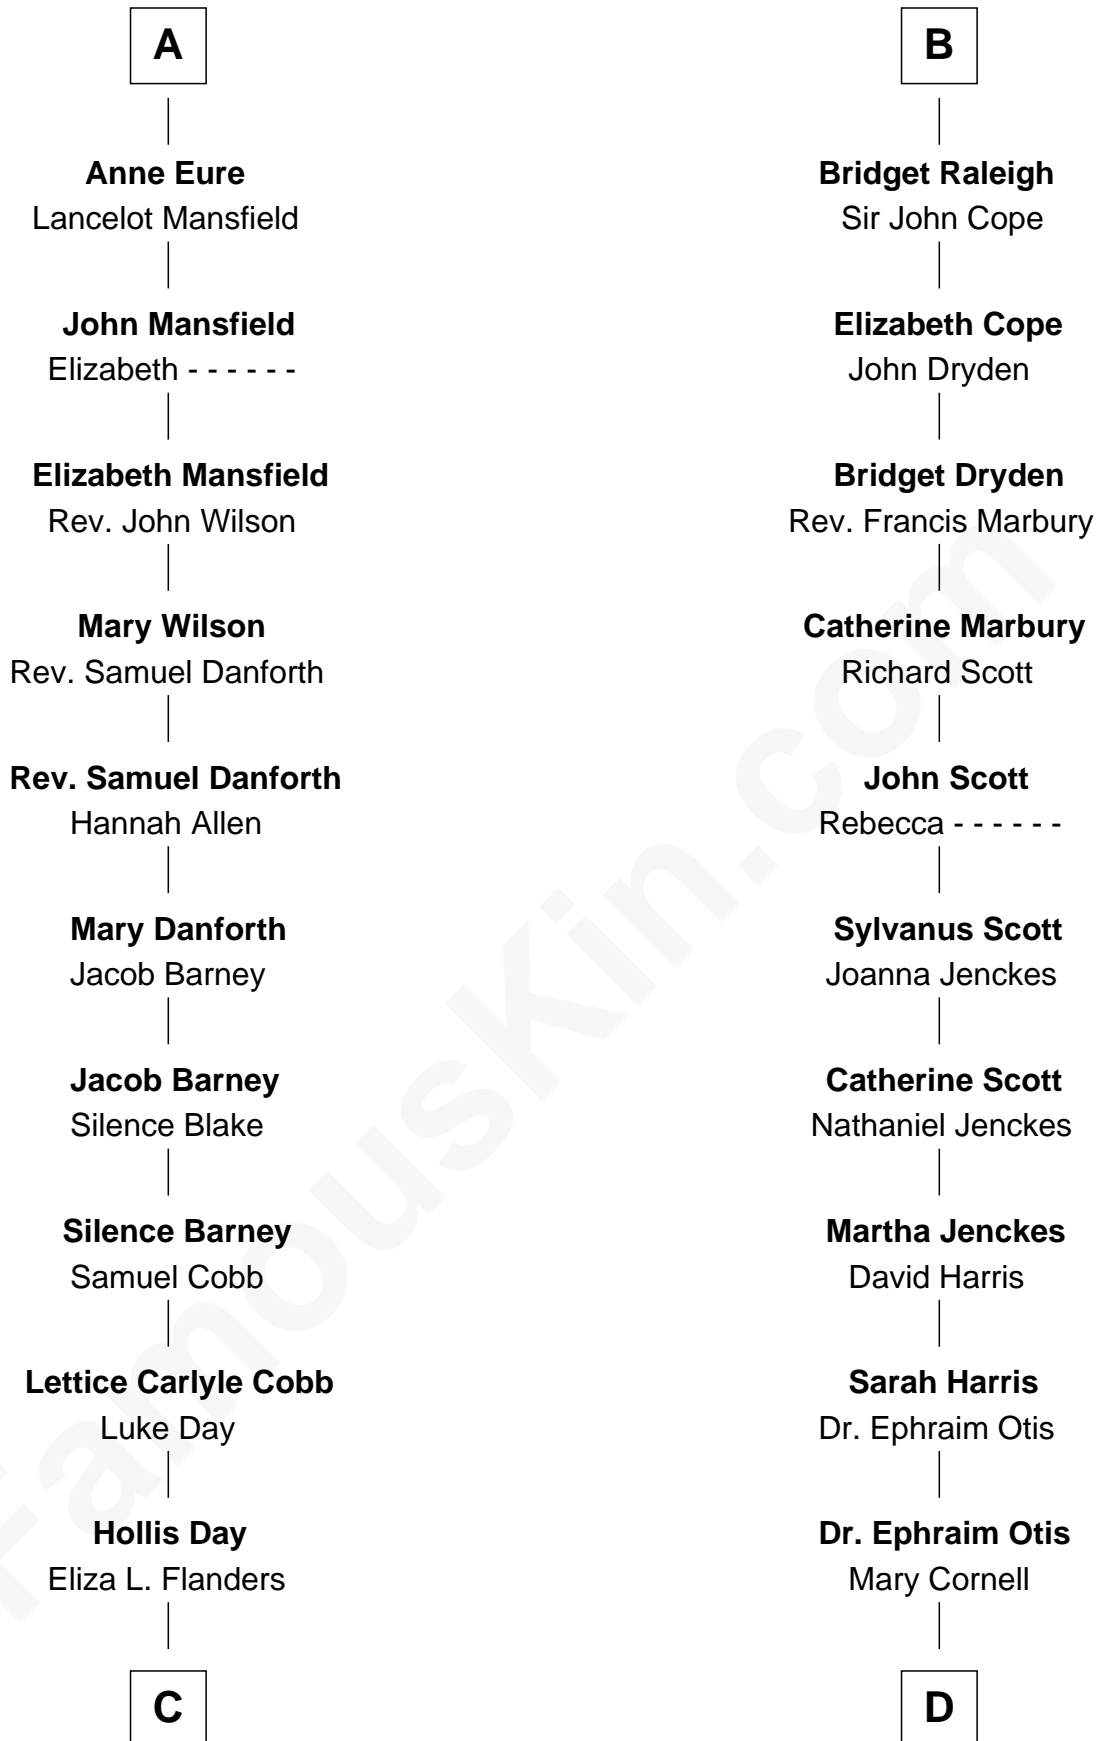 A
Anne Eure
Lancelot Mansfield
John Mansfield
Elizabeth - - - - - -
Elizabeth Mansfield
Rev. John Wilson
Mary Wilson
Rev. Samuel Danforth
Rev. Samuel Danforth
Hannah Allen
Mary Danforth
Jacob Barney
Jacob Barney
Silence Blake
Silence Barney
Samuel Cobb
Lettice Carlyle Cobb
Luke Day
Hollis Day
Eliza L. Flanders
C
B
Bridget Raleigh
Sir John Cope
Elizabeth Cope
John Dryden
Bridget Dryden
Rev. Francis Marbury
Catherine Marbury
Richard Scott
John Scott
Rebecca - - - - - -
Sylvanus Scott
Joanna Jenckes
Catherine Scott
Nathaniel Jenckes
Martha Jenckes
David Harris
Sarah Harris
Dr. Ephraim Otis
Dr. Ephraim Otis
Mary Cornell
D
FamousKin.com